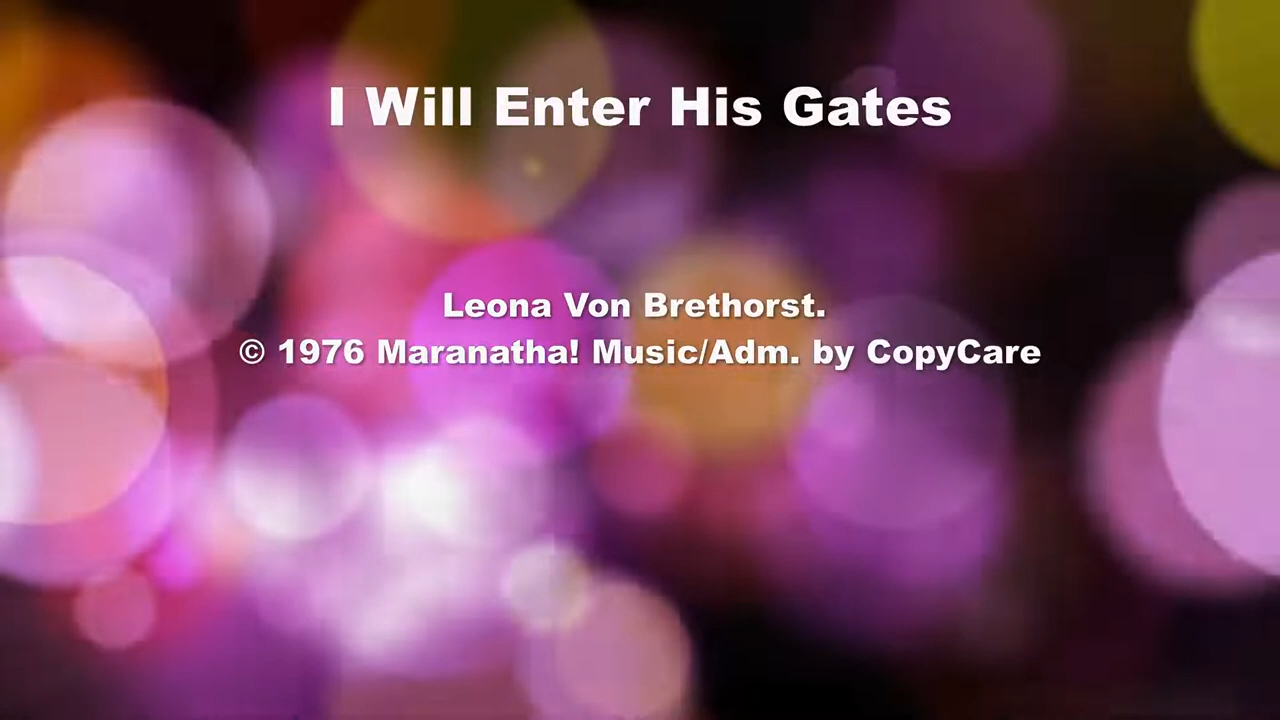 I Will Enter His Gates
Leona Von Brethorst.
© 1976 Maranatha! Music/Adm. by CopyCare